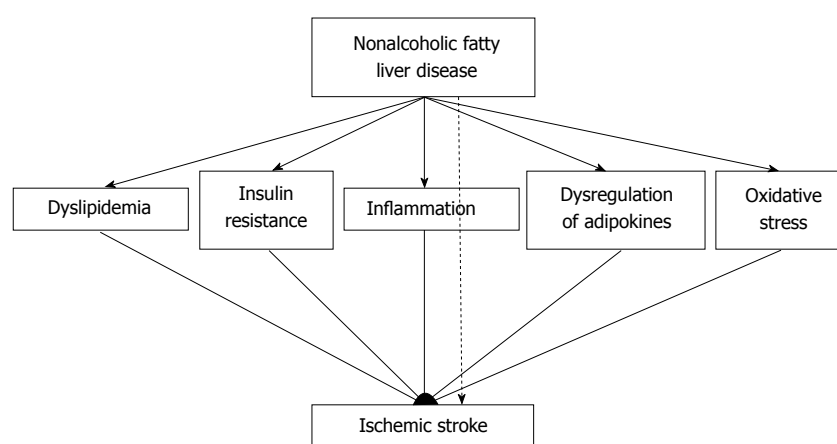 Nonalcoholic fatty
liver disease
Dyslipidemia
Insulin
resistance
Inflammation
Dysregulation
of adipokines
Oxidative
stress
Ischemic stroke